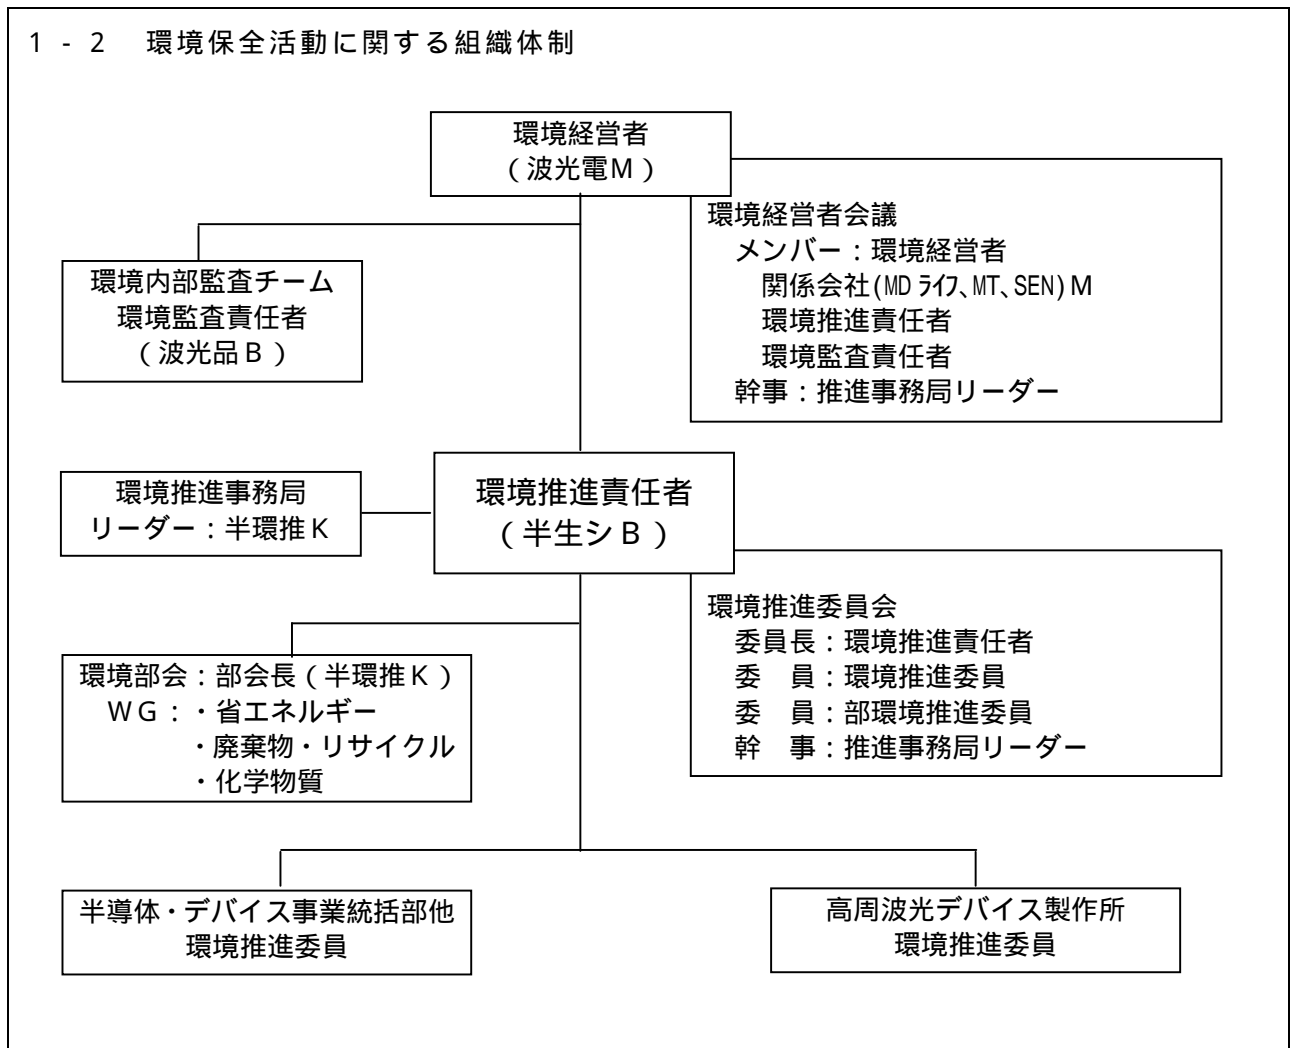 1-2　環境保全活動に関する組織体制
環境経営者
(波光電M)
環境経営者会議
メンバー：環境経営者
関係会社(MDﾗｲﾌ、MT、SEN)M
環境推進責任者
環境監査責任者
幹事：推進事務局リーダー
環境内部監査チーム
環境監査責任者
(波光品B)
環境推進事務局
リーダー：半環推K
環境推進責任者
(半生シB)
環境推進委員会
委員長：環境推進責任者
委　員：環境推進委員
委　員：部環境推進委員
幹　事：推進事務局リーダー
環境部会：部会長(半環推K)
WG：・省エネルギー
・廃棄物・リサイクル
・化学物質
半導体・デバイス事業統括部他
環境推進委員
高周波光デバイス製作所
環境推進委員